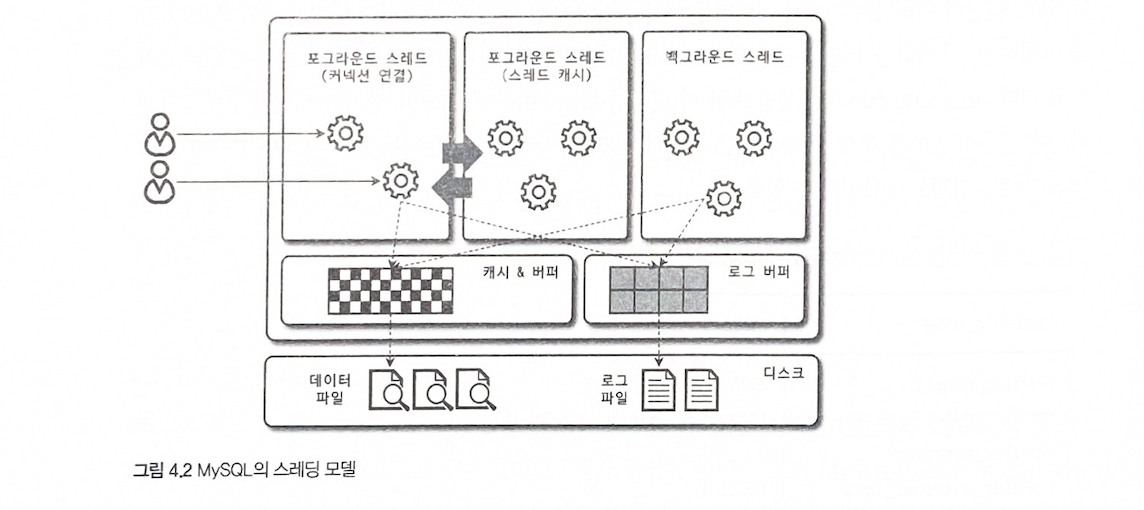 포그라운드 스레드
(커넥션 연결)
포그라운드 스레드
(스레드 캐시)
백그라운드 스레드
캐시 & 버퍼
로그 버퍼
데이터
파일
로그
파일
디스크
그림 4.2 MySQL의 스레딩 모델